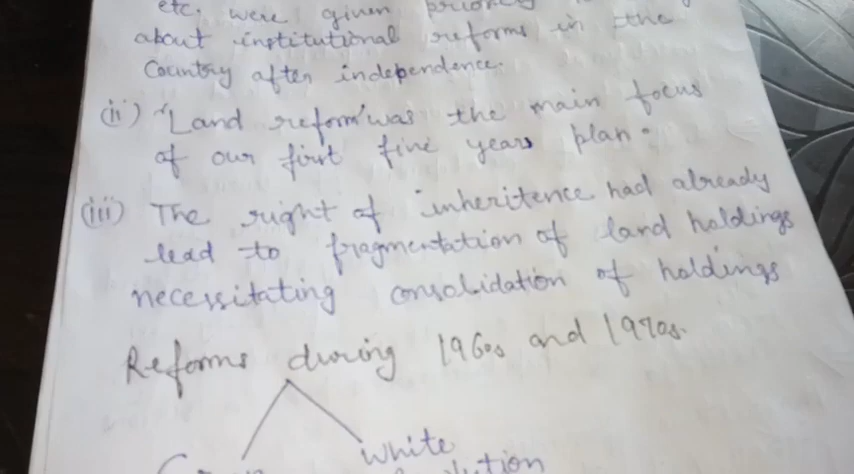 etc. were given
about institutional reforms in the
Country after independence.
(ii) "Land reform" was the main focus
of our first five years plan.
(iii) The right of inheritence had already
lead to fragmentation of land holdings
necessitating consolidation of holdings
Reforms during 1960s and 1970s.
White